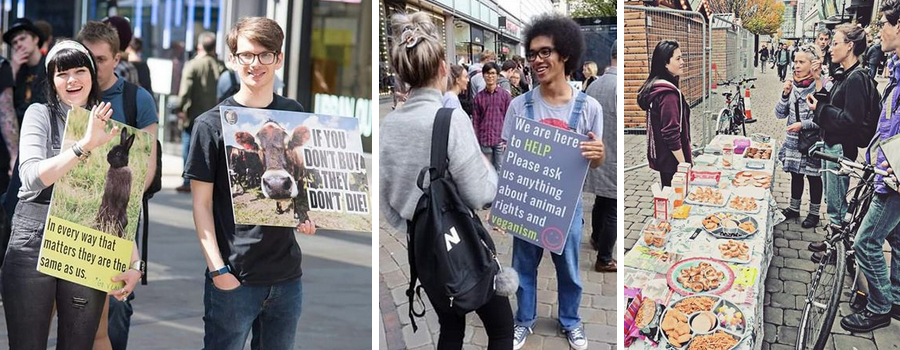 In every way that
matters they are the
same as us.
IF YOU
DON'T BUY
THEY
DON'T DIE!
We are here
to HELP.
Please ask
us anything
about animal
rights and
veganism.
N